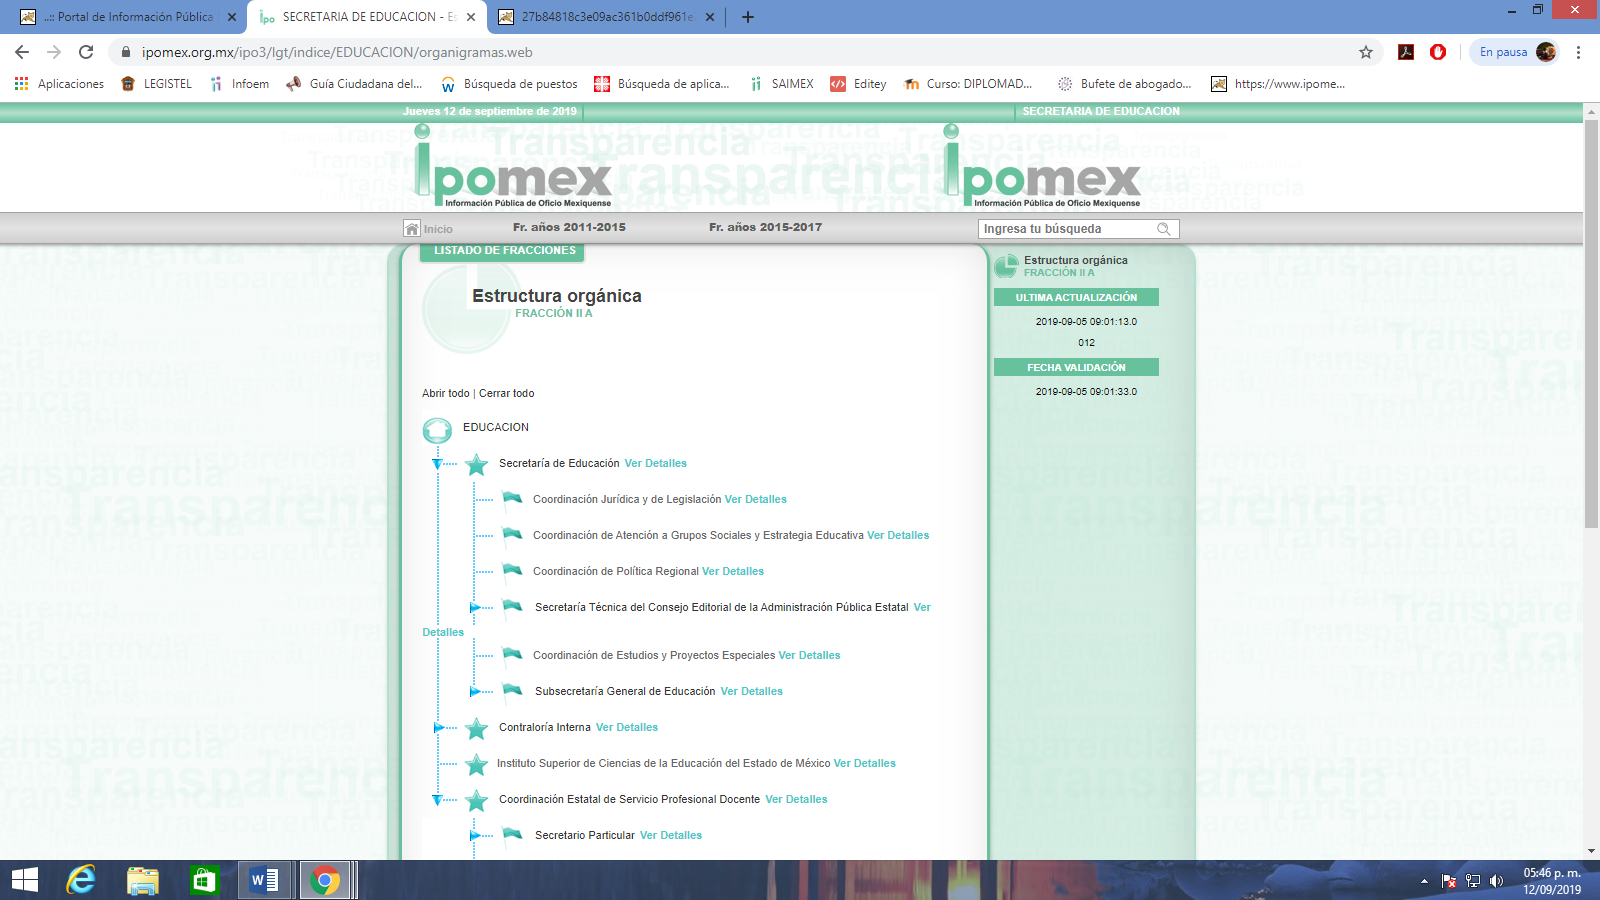 ..:: Portal de Información Pública
SECRETARIA DE EDUCACION - Es
27b84818c3e09ac361b0ddf961e
ipomex.org.mx/ipo3/lgt/indice/EDUCACION/organigramas.web
En pausa
Aplicaciones
LEGISTEL
Infoem
Guía Ciudadana del...
Búsqueda de puestos
Búsqueda de aplica...
SAIMEX
Editey
Curso: DIPLOMAD...
Bufete de abogado...
https://www.ipome...
Jueves 12 de septiembre de 2019
SECRETARIA DE EDUCACION
ipomex
Información Pública de Oficio Mexiquense
ipomex
Información Pública de Oficio Mexiquense
Inicio
Fr. años 2011-2015
Fr. años 2015-2017
Ingresa tu búsqueda
LISTADO DE FRACCIONES
Estructura orgánica
FRACCIÓN II A
Abrir todo | Cerrar todo
EDUCACION
Secretaría de Educación Ver Detalles
Coordinación Jurídica y de Legislación Ver Detalles
Coordinación de Atención a Grupos Sociales y Estrategia Educativa Ver Detalles
Coordinación de Política Regional Ver Detalles
Secretaría Técnica del Consejo Editorial de la Administración Pública Estatal Ver
Detalles
Coordinación de Estudios y Proyectos Especiales Ver Detalles
Subsecretaría General de Educación Ver Detalles
Contraloría Interna Ver Detalles
Instituto Superior de Ciencias de la Educación del Estado de México Ver Detalles
Coordinación Estatal de Servicio Profesional Docente Ver Detalles
Secretario Particular Ver Detalles
Estructura orgánica
FRACCIÓN II A
ULTIMA ACTUALIZACIÓN
2019-09-05 09:01:13.0
012
FECHA VALIDACIÓN
2019-09-05 09:01:33.0
Transparencia
05:46 p. m.
12/09/2019